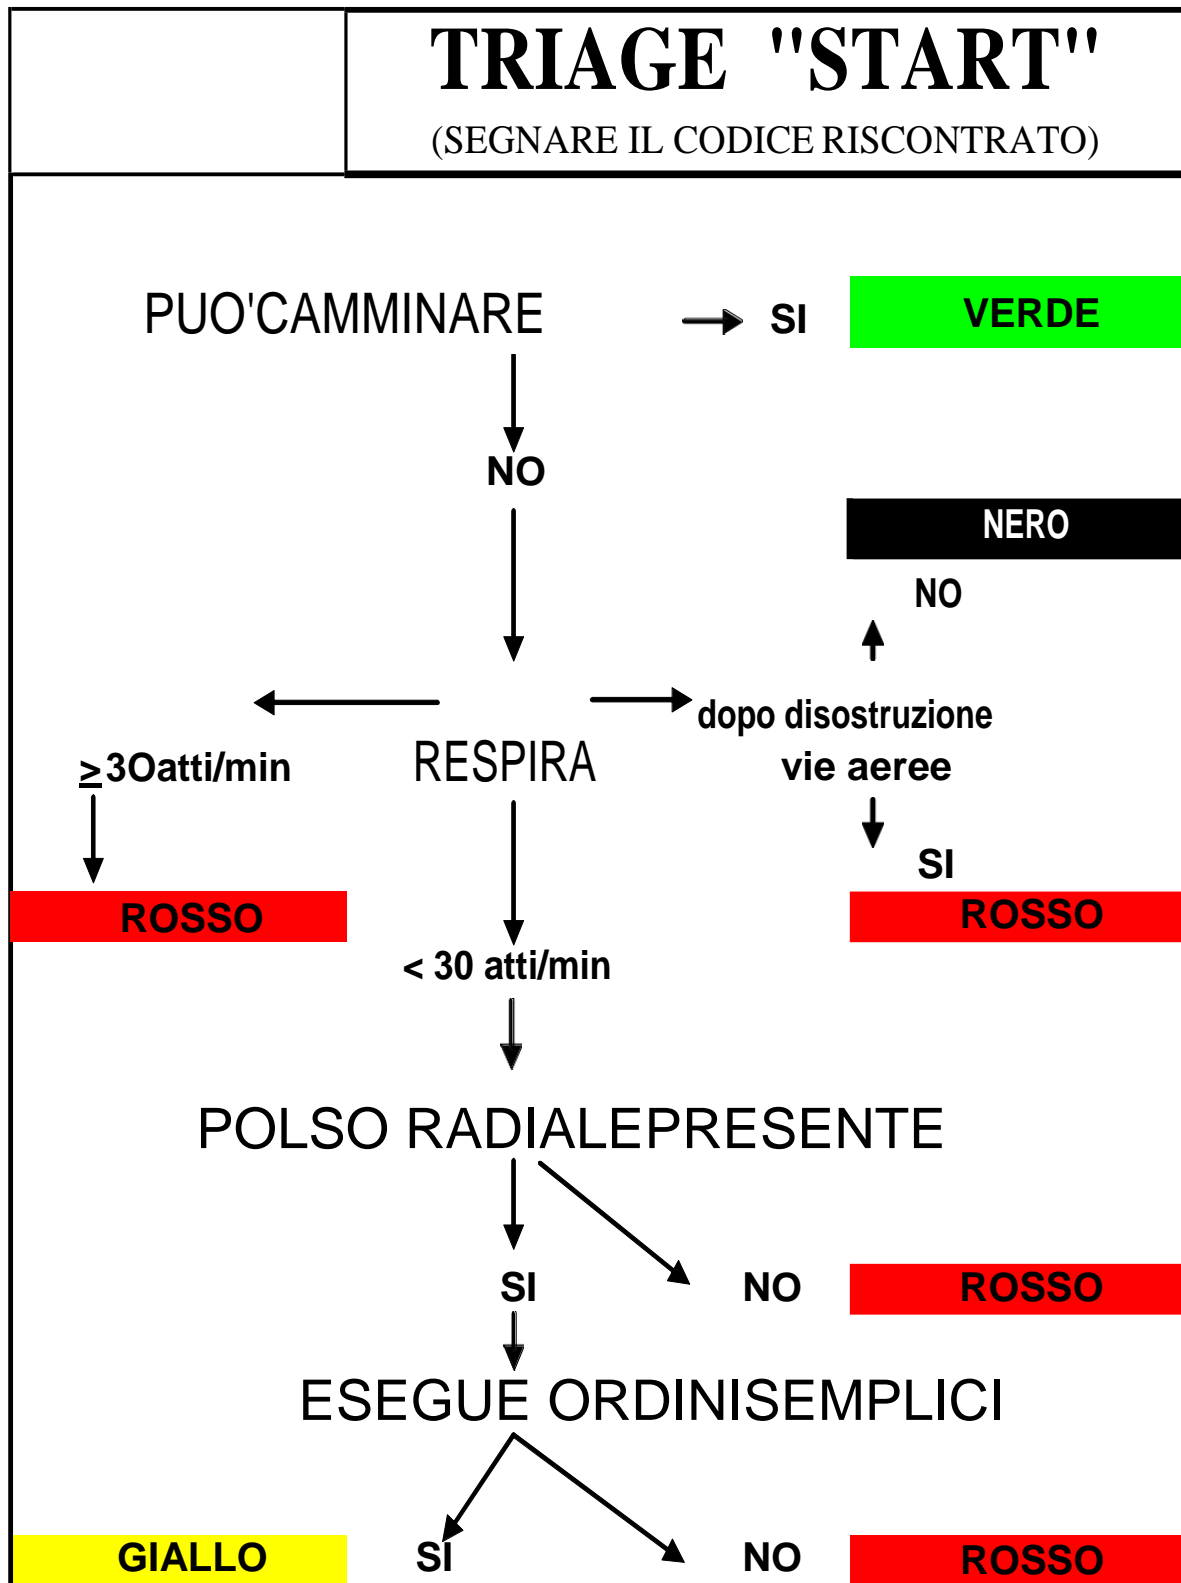 TRIAGE "START"
(SEGNARE IL CODICE RISCONTRATO)
PUO'CAMMINARE
SI
VERDE
NO
NERO
NO
dopo disostruzione
vie aeree
≥3Oatti/min
RESPIRA
SI
ROSSO
ROSSO
< 30 atti/min
POLSO RADIALEPRESENTE
SI
NO
ROSSO
ESEGUE ORDINISEMPLICI
GIALLO
SI
NO
ROSSO